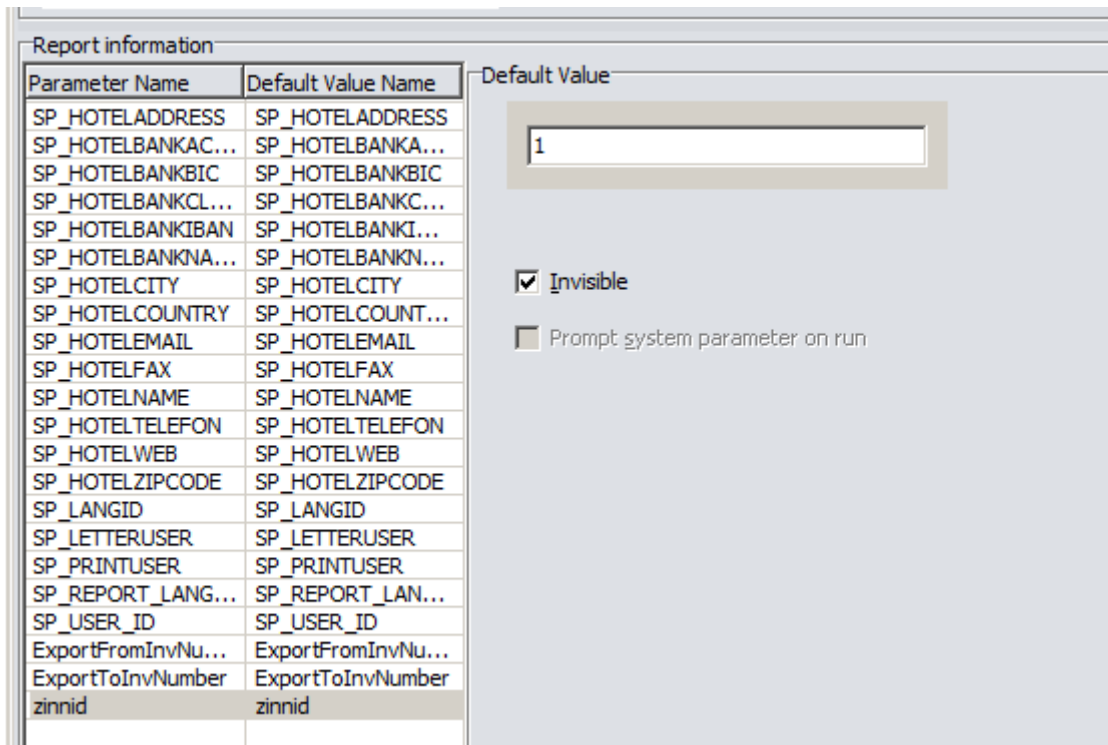 Report information
Parameter Name Default Value Name
SP_HOTELADDRESS SP_HOTELADDRESS
SP_HOTELBANKAC... SP_HOTELBANKA...
SP_HOTELBANKBIC SP_HOTELBANKBIC
SP_HOTELBANKCL... SP_HOTELBANKC...
SP_HOTELBANKIBAN SP_HOTELBANKI...
SP_HOTELBANKNA... SP_HOTELBANKN...
SP_HOTELCITY SP_HOTELCITY
SP_HOTELCOUNTRY SP_HOTELCOUNT...
SP_HOTELEMAIL SP_HOTELEMAIL
SP_HOTELFAX SP_HOTELFAX
SP_HOTELNAME SP_HOTELNAME
SP_HOTELTELEFON SP_HOTELTELEFON
SP_HOTELWEB SP_HOTELWEB
SP_HOTELZIPCODE SP_HOTELZIPCODE
SP_LANGID SP_LANGID
SP_LETTERUSER SP_LETTERUSER
SP_PRINTUSER SP_PRINTUSER
SP_REPORT_LANG... SP_REPORT_LAN...
SP_USER_ID SP_USER_ID
ExportFromInvNu... ExportFromInvNu...
ExportToInvNumber ExportToInvNumber
zinnid zinnid
Default Value
1
Invisible
Prompt system parameter on run